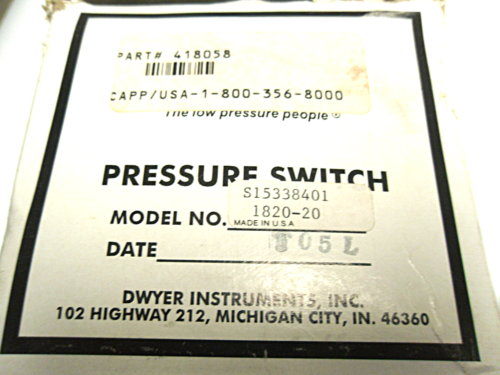 PART# 418058
CAPP/USA-1-800-356-8000
The low pressure people®
PRESSURE SWITCH
S15338401
MODEL NO. 1820-20
MADE IN U S A
DATE T05L
DWYER INSTRUMENTS, INC.
102 HIGHWAY 212, MICHIGAN CITY, IN. 46360